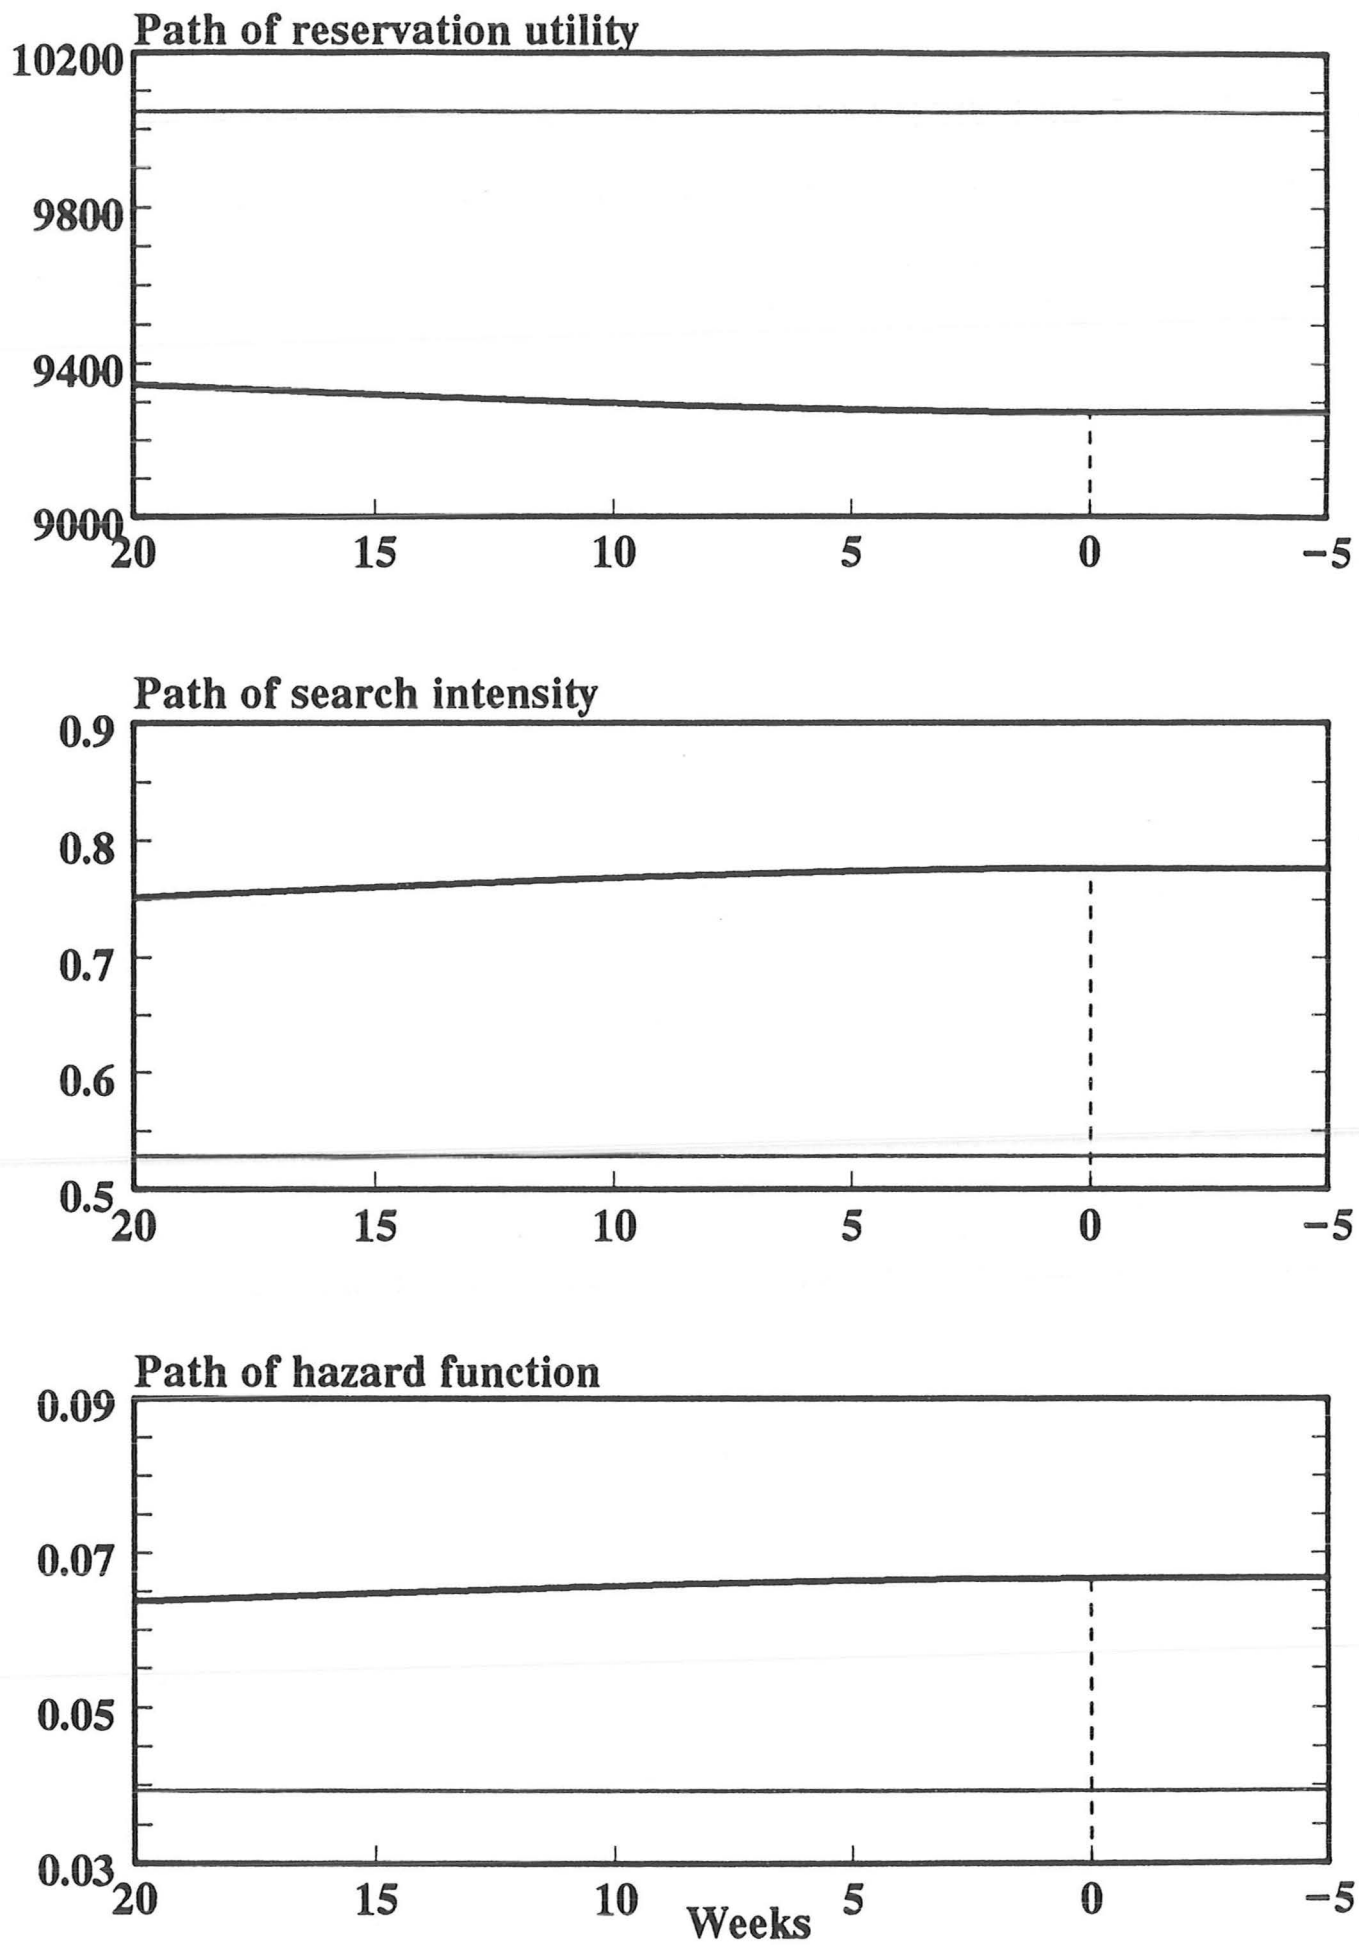 Path of reservation utility
10200
9800
9400
9000
20 15 10 5 0 −5
Path of search intensity
0.9
0.8
0.7
0.6
0.5
20 15 10 5 0 −5
Path of hazard function
0.09
0.07
0.05
0.03
20 15 10 5 0 −5
Weeks